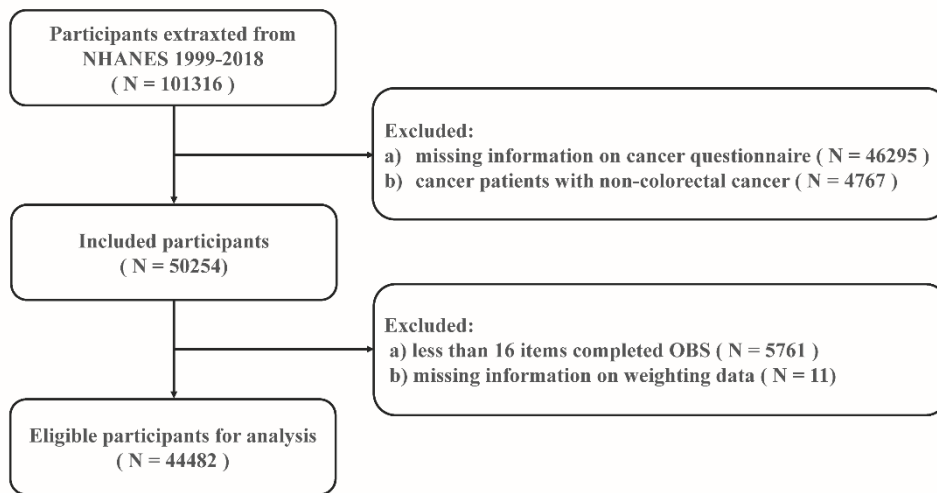 Participants extraxted from
NHANES 1999-2018
( N = 101316 )
Excluded:
a) missing information on cancer questionnaire ( N = 46295 )
b) cancer patients with non-colorectal cancer ( N = 4767 )
Included participants
( N = 50254)
Excluded:
a) less than 16 items completed OBS ( N = 5761 )
b) missing information on weighting data ( N = 11)
Eligible participants for analysis
( N = 44482 )